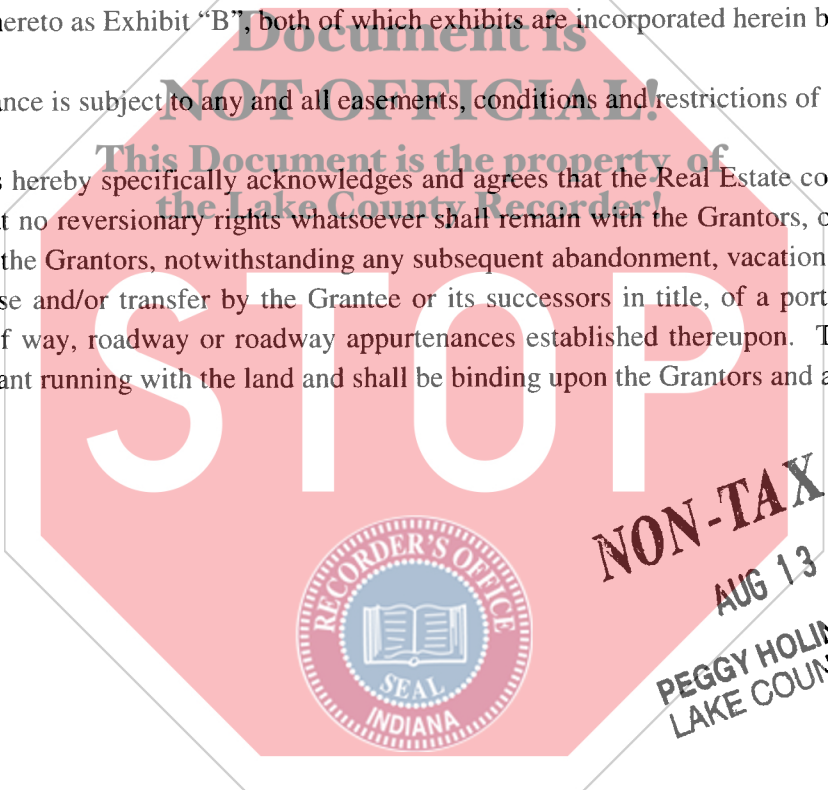 hereto as Exhibit “B”, both of which exhibits are incorporated herein b
Document is
NOT OFFICIAL!
ance is subject to any and all easements, conditions and restrictions of
This Document is the property of
the Lake County Recorder!
s hereby specifically acknowledges and agrees that the Real Estate co
t no reversionary rights whatsoever shall remain with the Grantors, o
the Grantors, notwithstanding any subsequent abandonment, vacation
se and/or transfer by the Grantee or its successors in title, of a port
f way, roadway or roadway appurtenances established thereupon. T
ant running with the land and shall be binding upon the Grantors and a
STOP
NON-TAX
AUG 13
PEGGY HOLIN
LAKE COUN
RECORDER'S OFFICE
SEAL
INDIANA